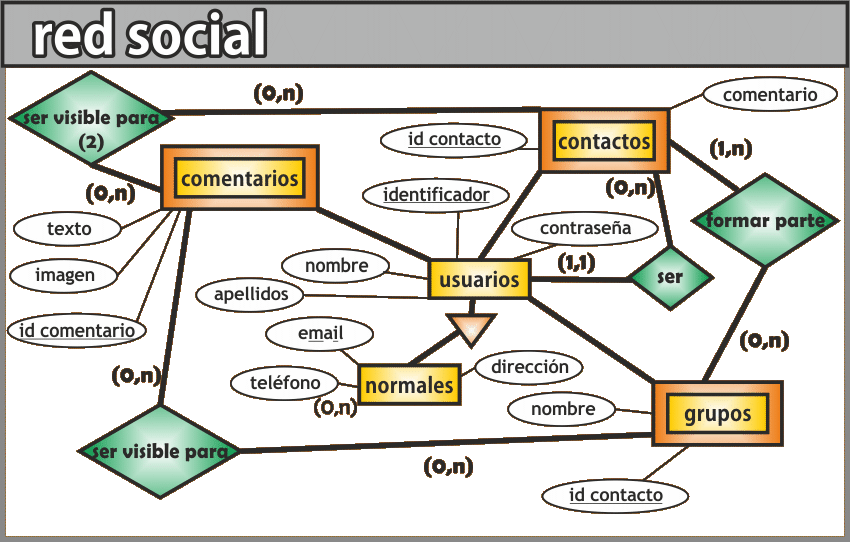 red social
(0,n)
comentario
ser visible para
(2)
id contacto
contactos
(1,n)
comentarios
(0,n)
(0,n)
identificador
formar parte
texto
contraseña
nombre
(1,1)
ser
imagen
usuarios
apellidos
id comentario
email
(0,n)
dirección
(0,n)
teléfono
normales
(0,n)
nombre
grupos
ser visible para
(0,n)
id contacto